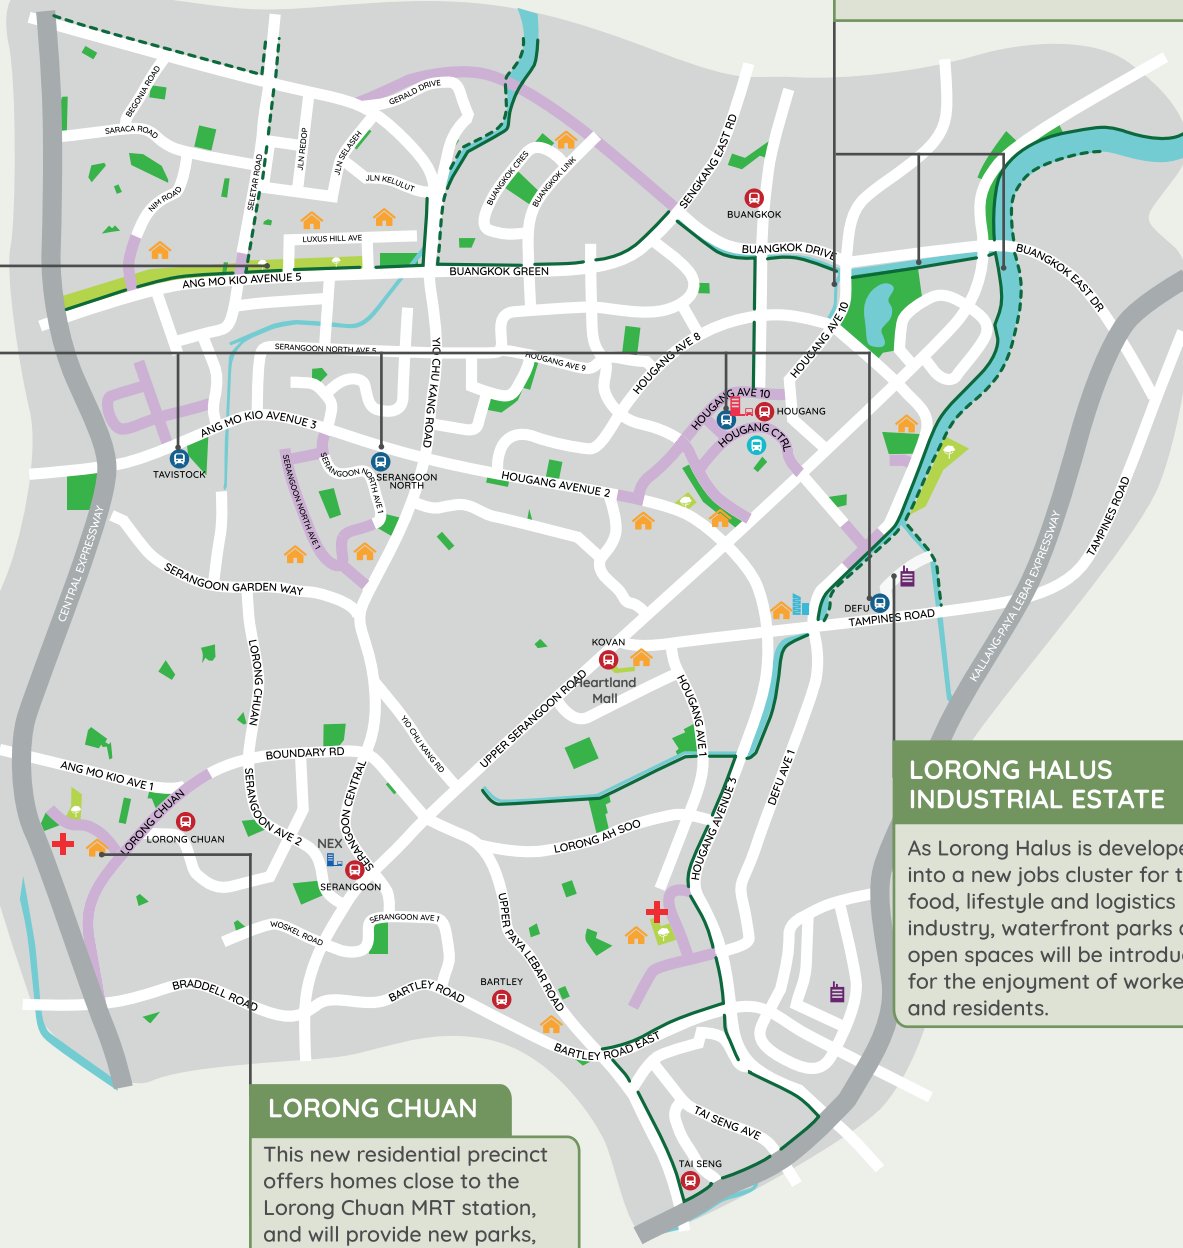 BEGONIA ROAD
SARACA ROAD
NIM ROAD
SELETAR ROAD
JLN REDOP
JLN SELASEH
GERALD DRIVE
JLN KELULUT
LUXUS HILL AVE
BUANGKOK CRES
BUANGKOK LINK
SENGKANG EAST RD
BUANGKOK
BUANGKOK DRIVE
BUANGKOK EAST DR
BUANGKOK GREEN
ANG MO KIO AVENUE 5
SERANGOON NORTH AVE 5
YIO CHU KANG ROAD
HOUGANG AVE 9
HOUGANG AVE 8
HOUGANG AVE 10
HOUGANG AVE 10
HOUGANG
HOUGANG CTRL
ANG MO KIO AVENUE 3
TAVISTOCK
SERANGOON NORTH AVE 1
SERANGOON NORTH AVE 1
SERANGOON
NORTH
HOUGANG AVENUE 2
CENTRAL EXPRESSWAY
SERANGOON GARDEN WAY
TAMPINES ROAD
KALLANG-PAYA LEBAR EXPRESSWAY
DEFU
TAMPINES ROAD
LORONG CHUAN
KOVAN
Heartland
Mall
UPPER SERANGOON ROAD
HOUGANG AVE 1
YIO CHU KANG RD
BOUNDARY RD
ANG MO KIO AVE 1
LORONG CHUAN
LORONG CHUAN
SERANGOON AVE 2
SERANGOON CENTRAL
NEX
SERANGOON
LORONG AH SOO
HOUGANG AVENUE 3
DEFU AVE 1
LORONG HALUS
INDUSTRIAL ESTATE
As Lorong Halus is develope
into a new jobs cluster for t
food, lifestyle and logistics
industry, waterfront parks a
open spaces will be introdu
for the enjoyment of worke
and residents.
WOSKEL ROAD
SERANGOON AVE 1
UPPER PAYA LEBAR ROAD
BRADDELL ROAD
BARTLEY ROAD
BARTLEY
BARTLEY ROAD EAST
TAI SENG AVE
TAI SENG
LORONG CHUAN
This new residential precinct
offers homes close to the
Lorong Chuan MRT station,
and will provide new parks,